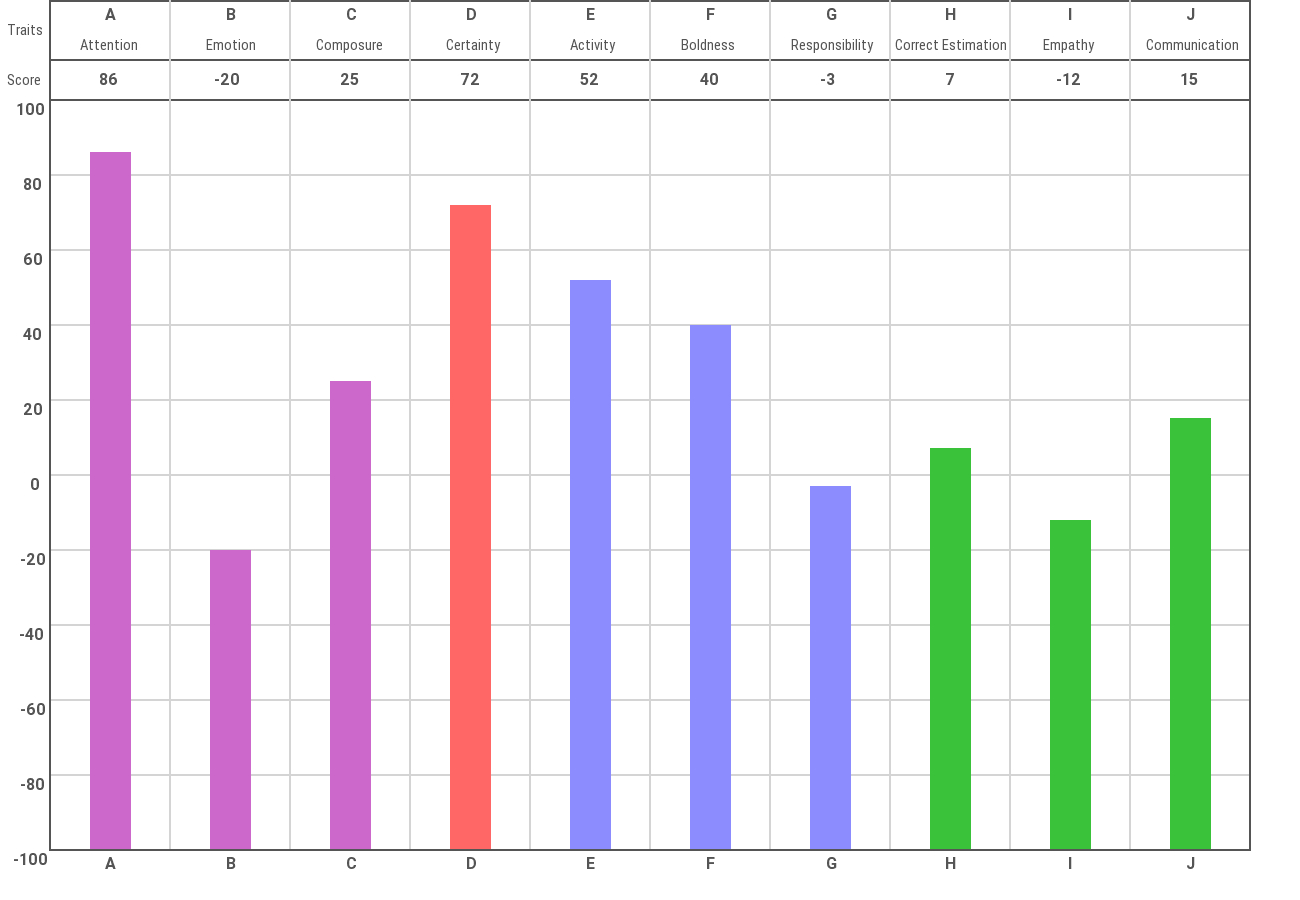 A B C D E F G H I J
Traits
Attention Emotion Composure Certainty Activity Boldness Responsibility Correct Estimation Empathy Communication
Score 86 -20 25 72 52 40 -3 7 -12 15
100
80
60
40
20
0
-20
-40
-60
-80
-100
A B C D E F G H I J